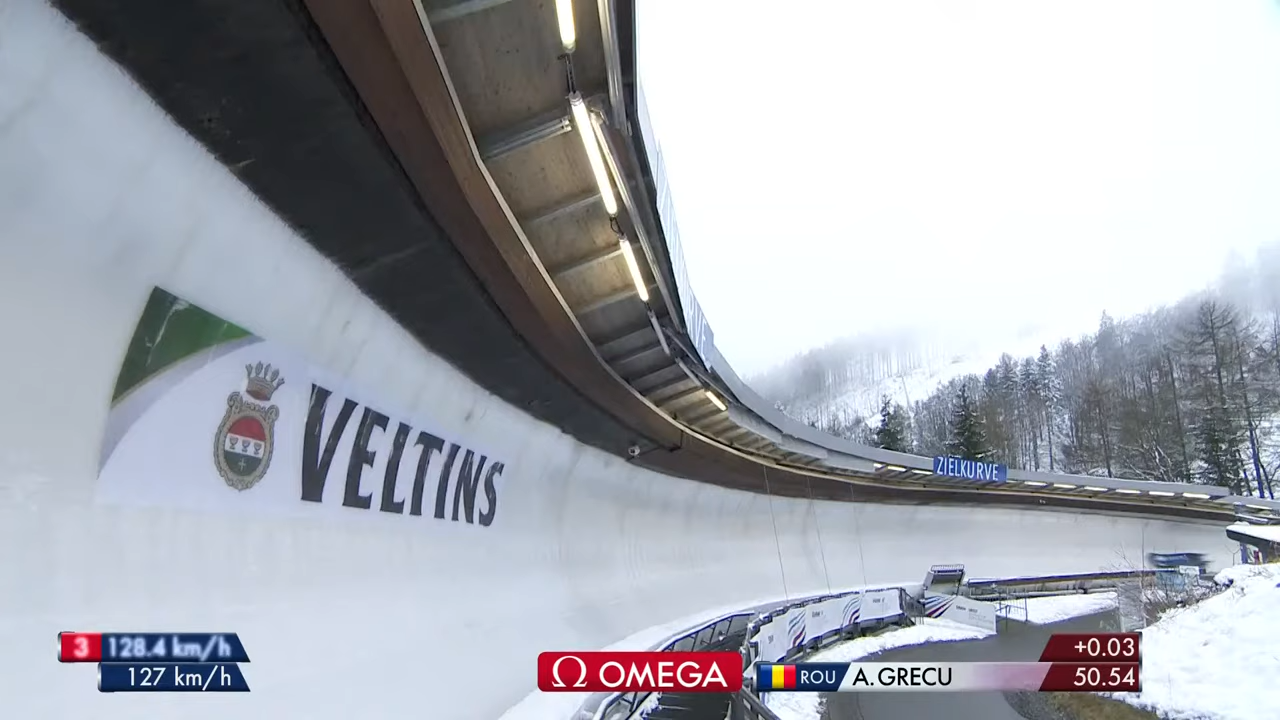 VELTINS
ZIELKURVE
3 128.4 km/h
127 km/h
Ω OMEGA
+0.03
ROU A. GRECU 50.54